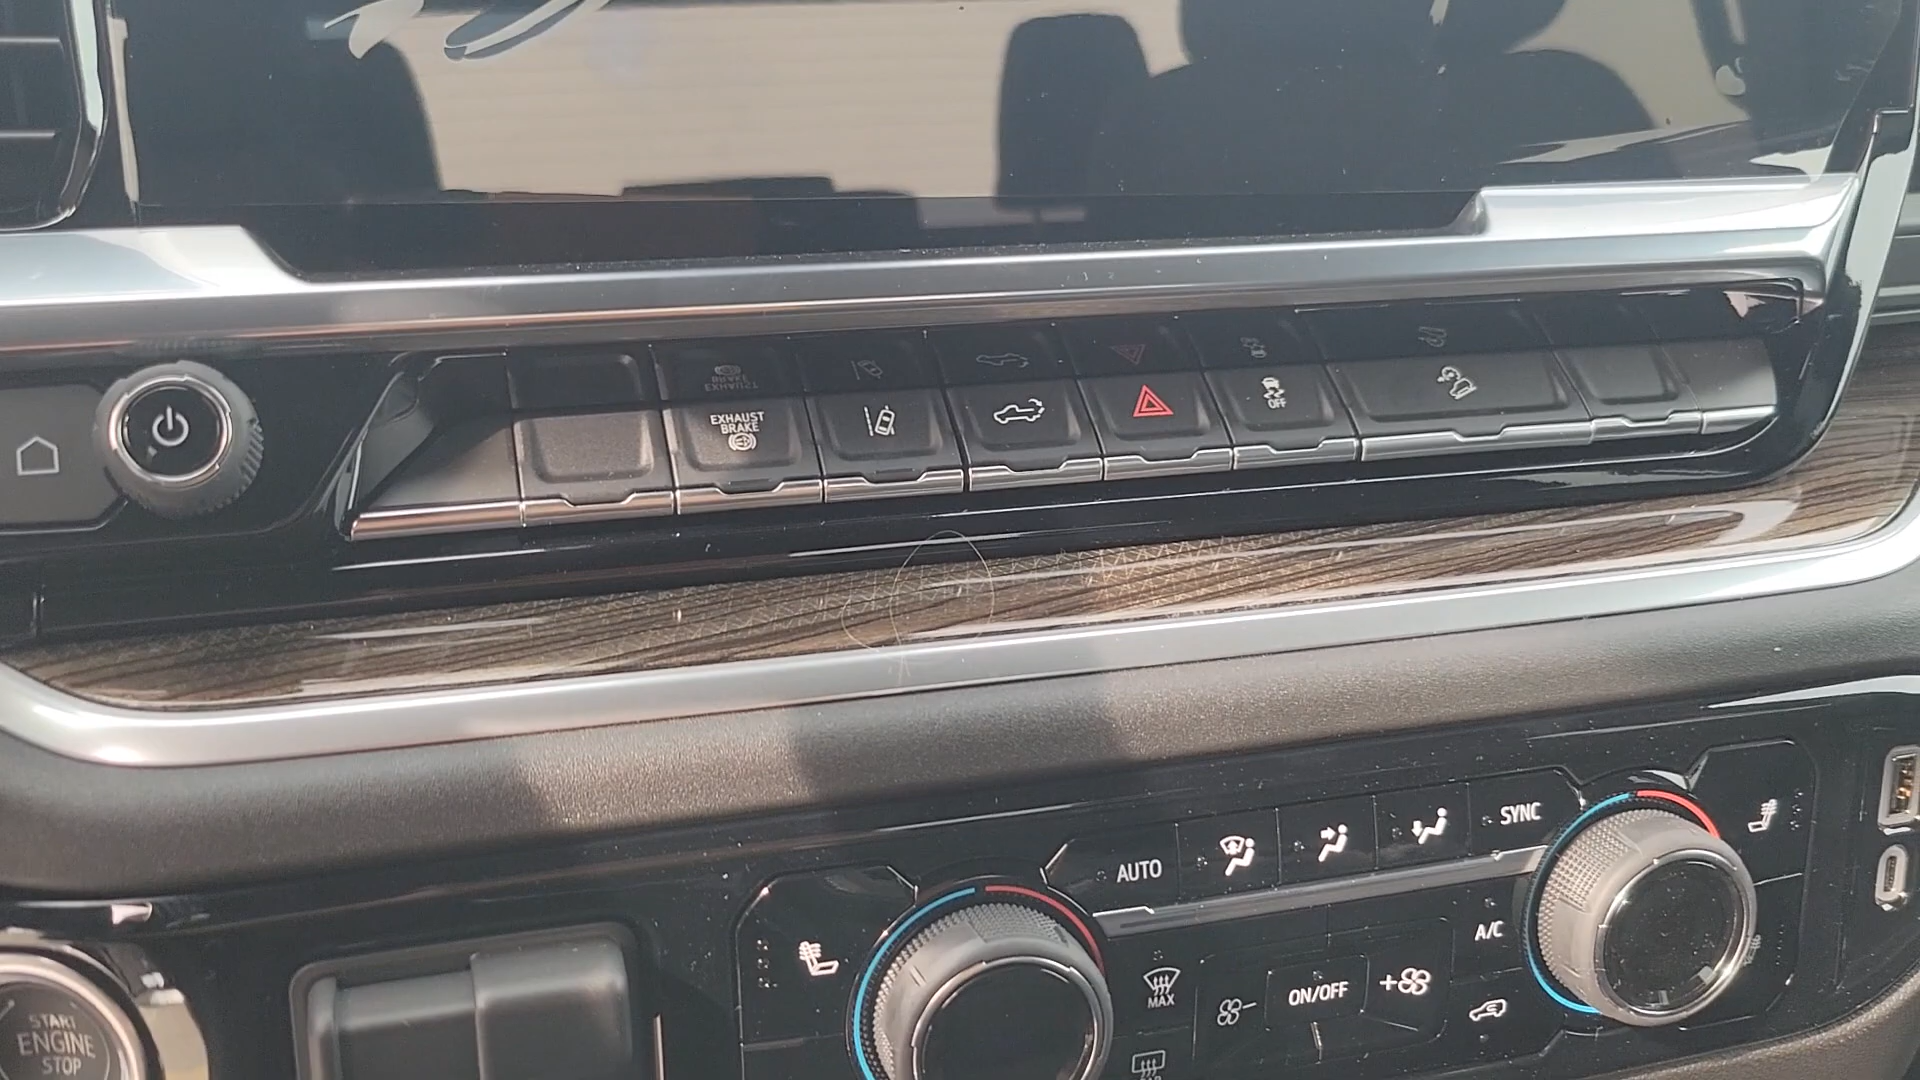 EXHAUST
BRAKE
OFF
SYNC
AUTO
A/C
MAX
ON/OFF
START
ENGINE
STOP